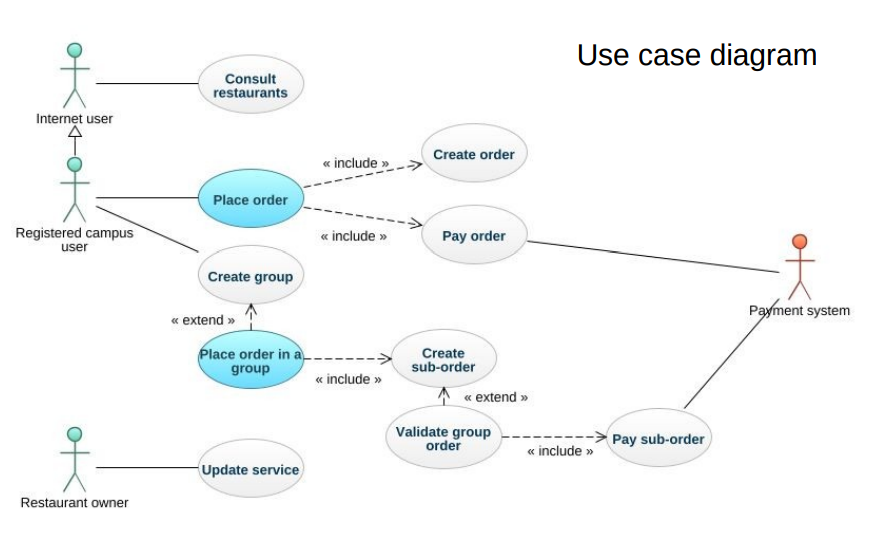 Use case diagram
Consult
restaurants
Internet user
« include »
Create order
Place order
Registered campus
user
« include »
Pay order
Create group
Payment system
« extend »
Place order in a
group
« include »
Create
sub-order
« extend »
Validate group
order
« include »
Pay sub-order
Update service
Restaurant owner